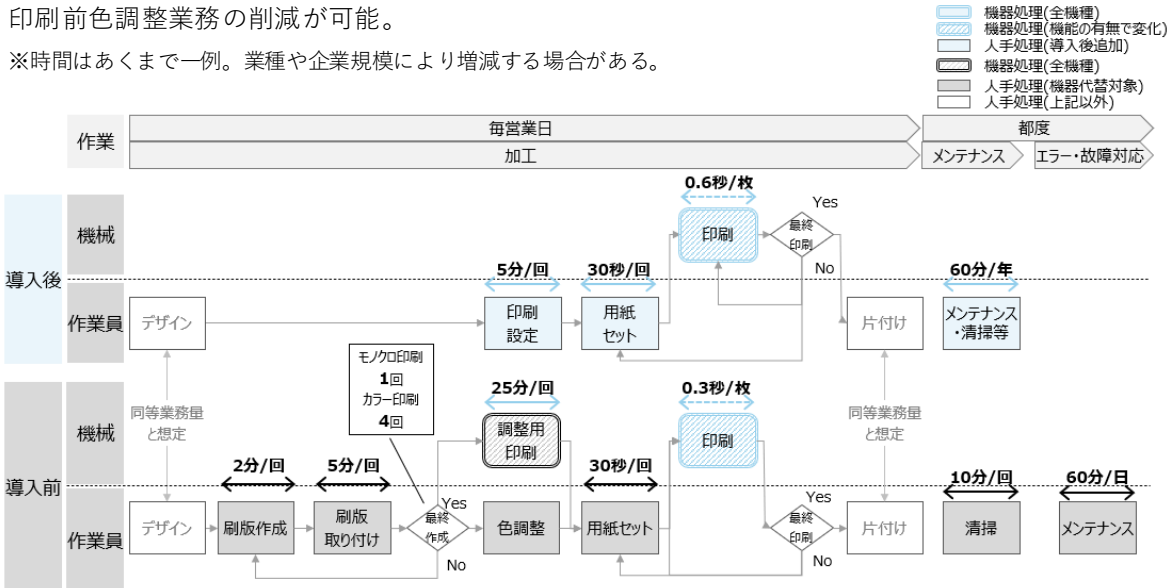 印刷前色調整業務の削減が可能。
※時間はあくまで一例。業種や企業規模により増減する場合がある。
機器処理(全機種)
機器処理(機能の有無で変化)
人手処理(導入後追加)
機器処理(全機種)
人手処理(機器代替対象)
人手処理(上記以外)
作業
毎営業日
都度
加工
メンテナンス
エラー・故障対応
導入後
機械
0.6秒/枚
印刷
Yes
最終
印刷
No
作業員
デザイン
5分/回
印刷
設定
30秒/回
用紙
セット
片付け
60分/年
メンテナンス
・清掃等
同等業務量
と想定
モノクロ印刷
1回
カラー印刷
4回
同等業務量
と想定
導入前
機械
25分/回
調整用
印刷
0.3秒/枚
印刷
作業員
デザイン
2分/回
刷版作成
5分/回
刷版
取り付け
Yes
最終
作成
No
色調整
30秒/回
用紙セット
Yes
最終
印刷
No
片付け
10分/回
清掃
60分/日
メンテナンス